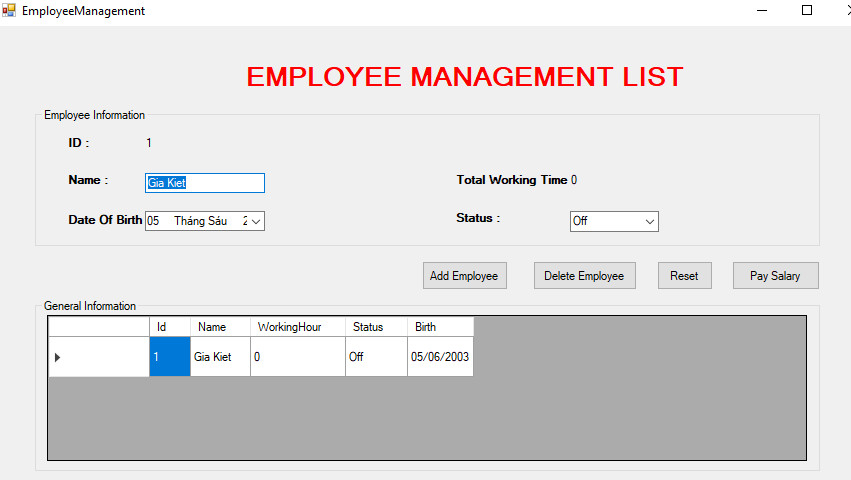 EmployeeManagement
EMPLOYEE MANAGEMENT LIST
Employee Information
ID : 1
Name : Gia Kiet Total Working Time 0
Date Of Birth 05 Tháng Sáu 2 Status : Off
Add Employee Delete Employee Reset Pay Salary
General Information
Id Name WorkingHour Status Birth
1 Gia Kiet 0 Off 05/06/2003